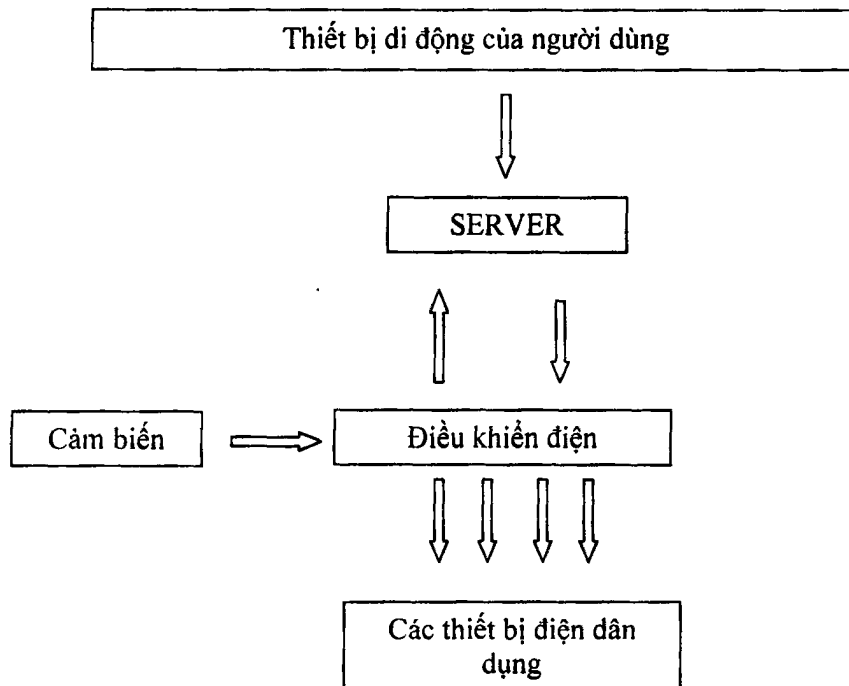 Thiết bị di động của người dùng
SERVER
Cảm biến
Điều khiển điện
Các thiết bị điện dân
dụng